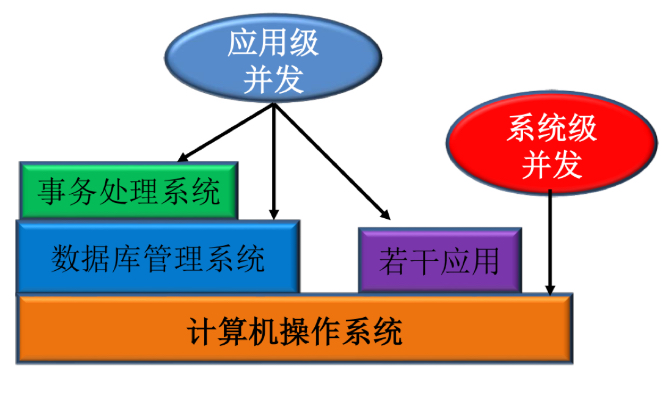 应用级
并发
系统级
并发
事务处理系统
数据库管理系统
若干应用
计算机操作系统